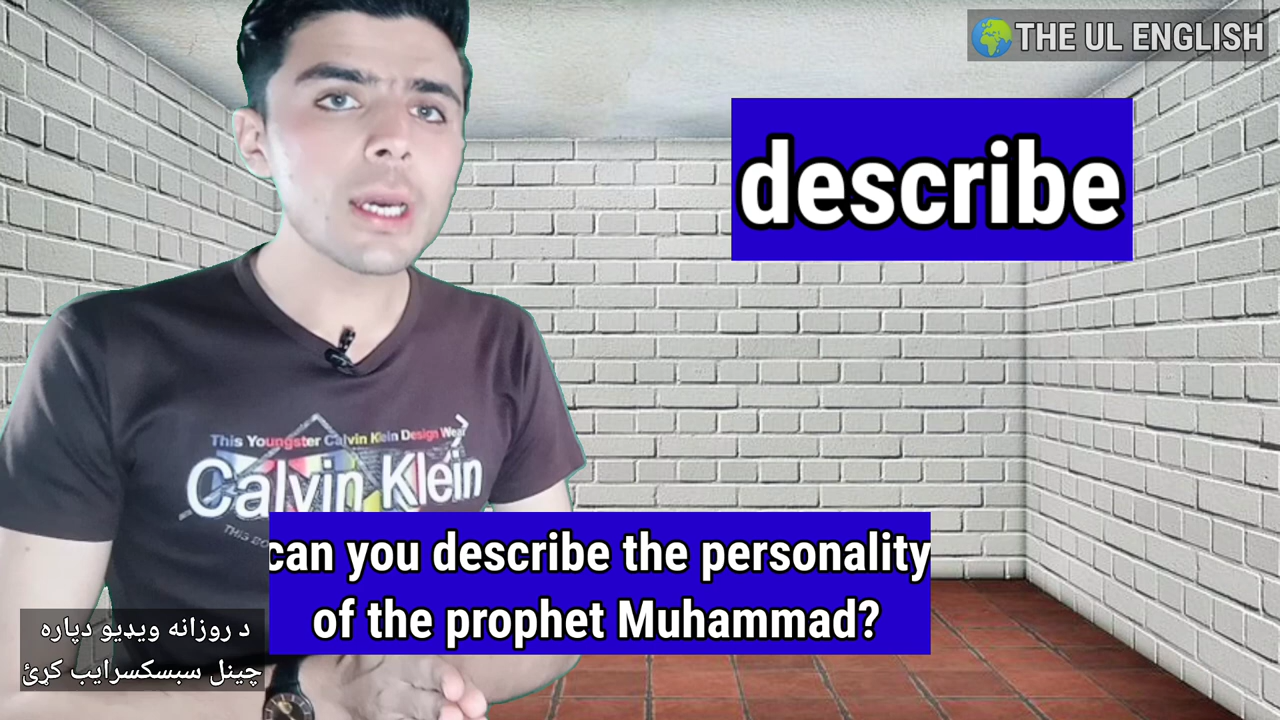 THE UL ENGLISH
describe
This Youngster Calvin Klein Design Wear
Calvin Klein
can you describe the personality
of the prophet Muhammad?
د روزانه ویډیو دپاره
چینل سبسکسرایب کړئ